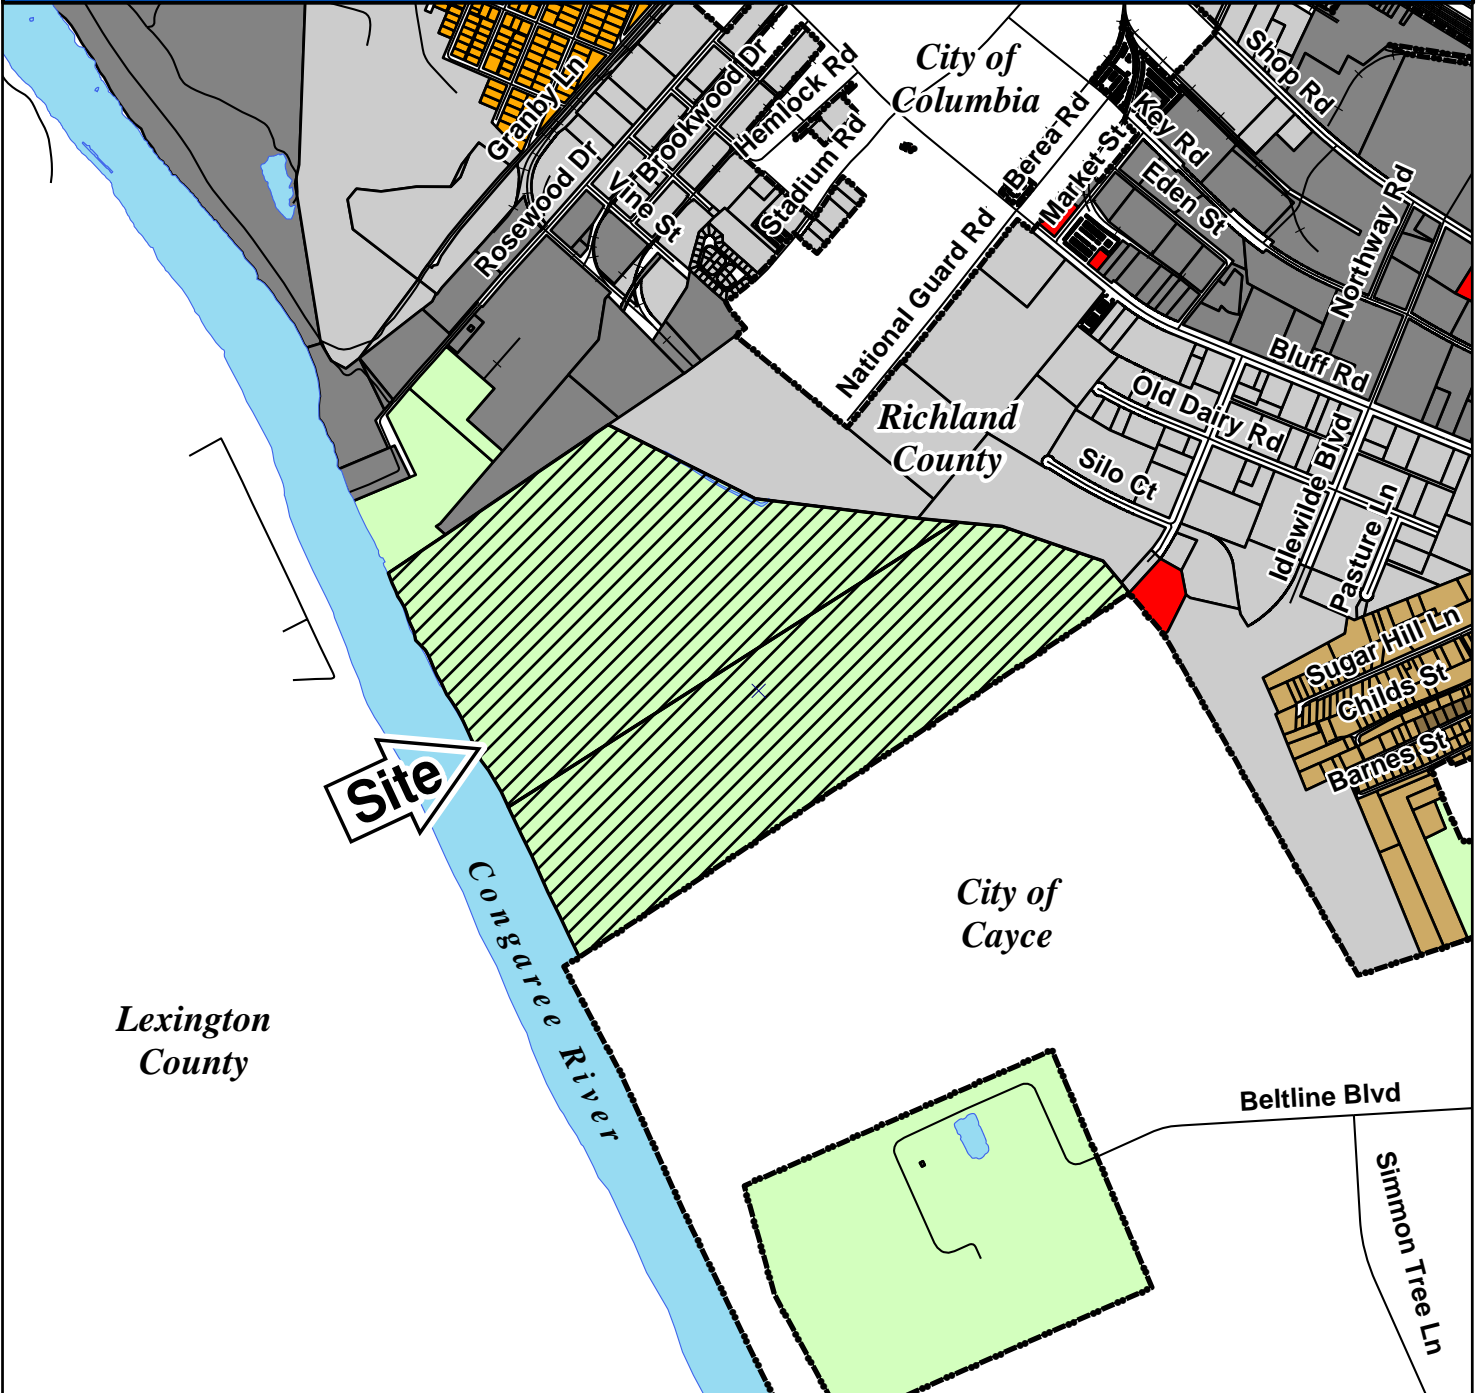 Shop Rd
City of
Columbia
Granby Ln
Brookwood Dr
Hemlock Rd
Stadium Rd
Berea Rd
Key Rd
Market St
Eden St
Rosewood Dr
Vine St
Northway Rd
National Guard Rd
Bluff Rd
Old Dairy Rd
Richland
County
Silo Ct
Idlewilde Blvd
Pasture Ln
Sugar Hill Ln
Childs St
Barnes St
Site
Congaree River
City of
Cayce
Lexington
County
Beltline Blvd
Simmon Tree Ln